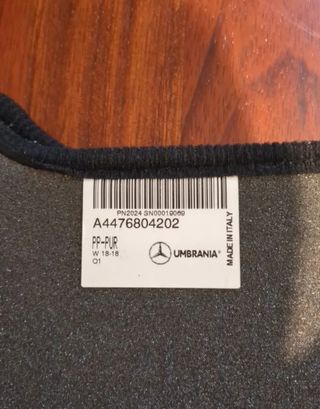 PN2024 SN00019069
A4476804202
PP-PUR
W 18-18
Q1
UMBRANIA®
MADE IN ITALY